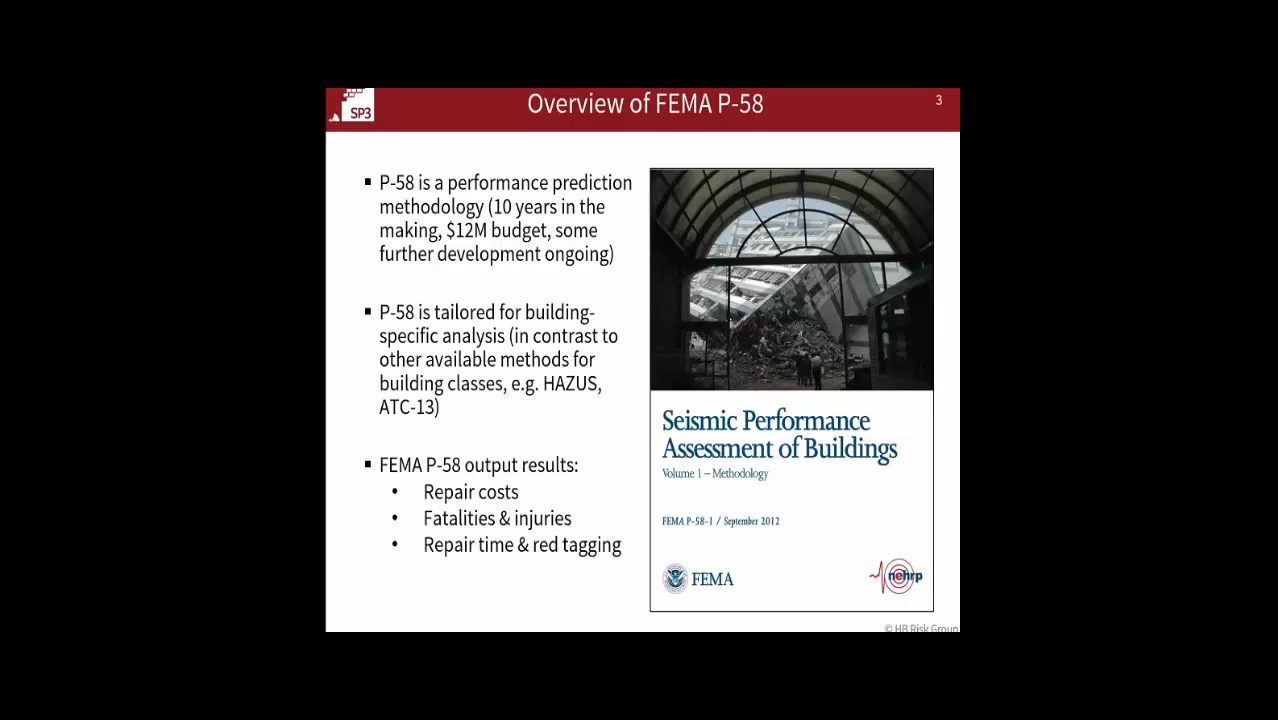 SP3
Overview of FEMA P-58
3
▪ P-58 is a performance prediction
methodology (10 years in the
making, $12M budget, some
further development ongoing)
▪ P-58 is tailored for building-
specific analysis (in contrast to
other available methods for
building classes, e.g. HAZUS,
ATC-13)
▪ FEMA P-58 output results:
• Repair costs
• Fatalities & injuries
• Repair time & red tagging
Seismic Performance
Assessment of Buildings
Volume 1 – Methodology
FEMA P-58-1 / September 2012
FEMA
nehrp
© HB Risk Group